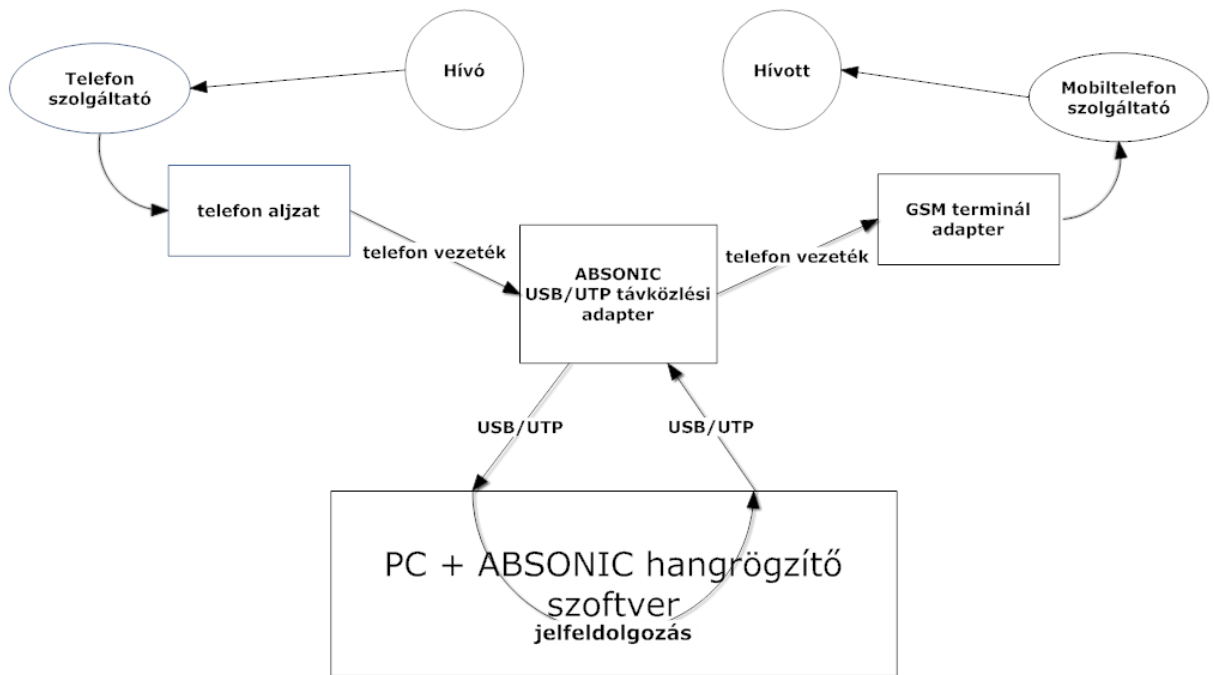 Telefon
szolgáltató
Hívó
Hívott
Mobiltelefon
szolgáltató
telefon aljzat
GSM terminál
adapter
telefon vezeték
telefon vezeték
ABSONIC
USB/UTP távközlési
adapter
USB/UTP
USB/UTP
PC + ABSONIC hangrögzítő
szoftver
jelfeldolgozás